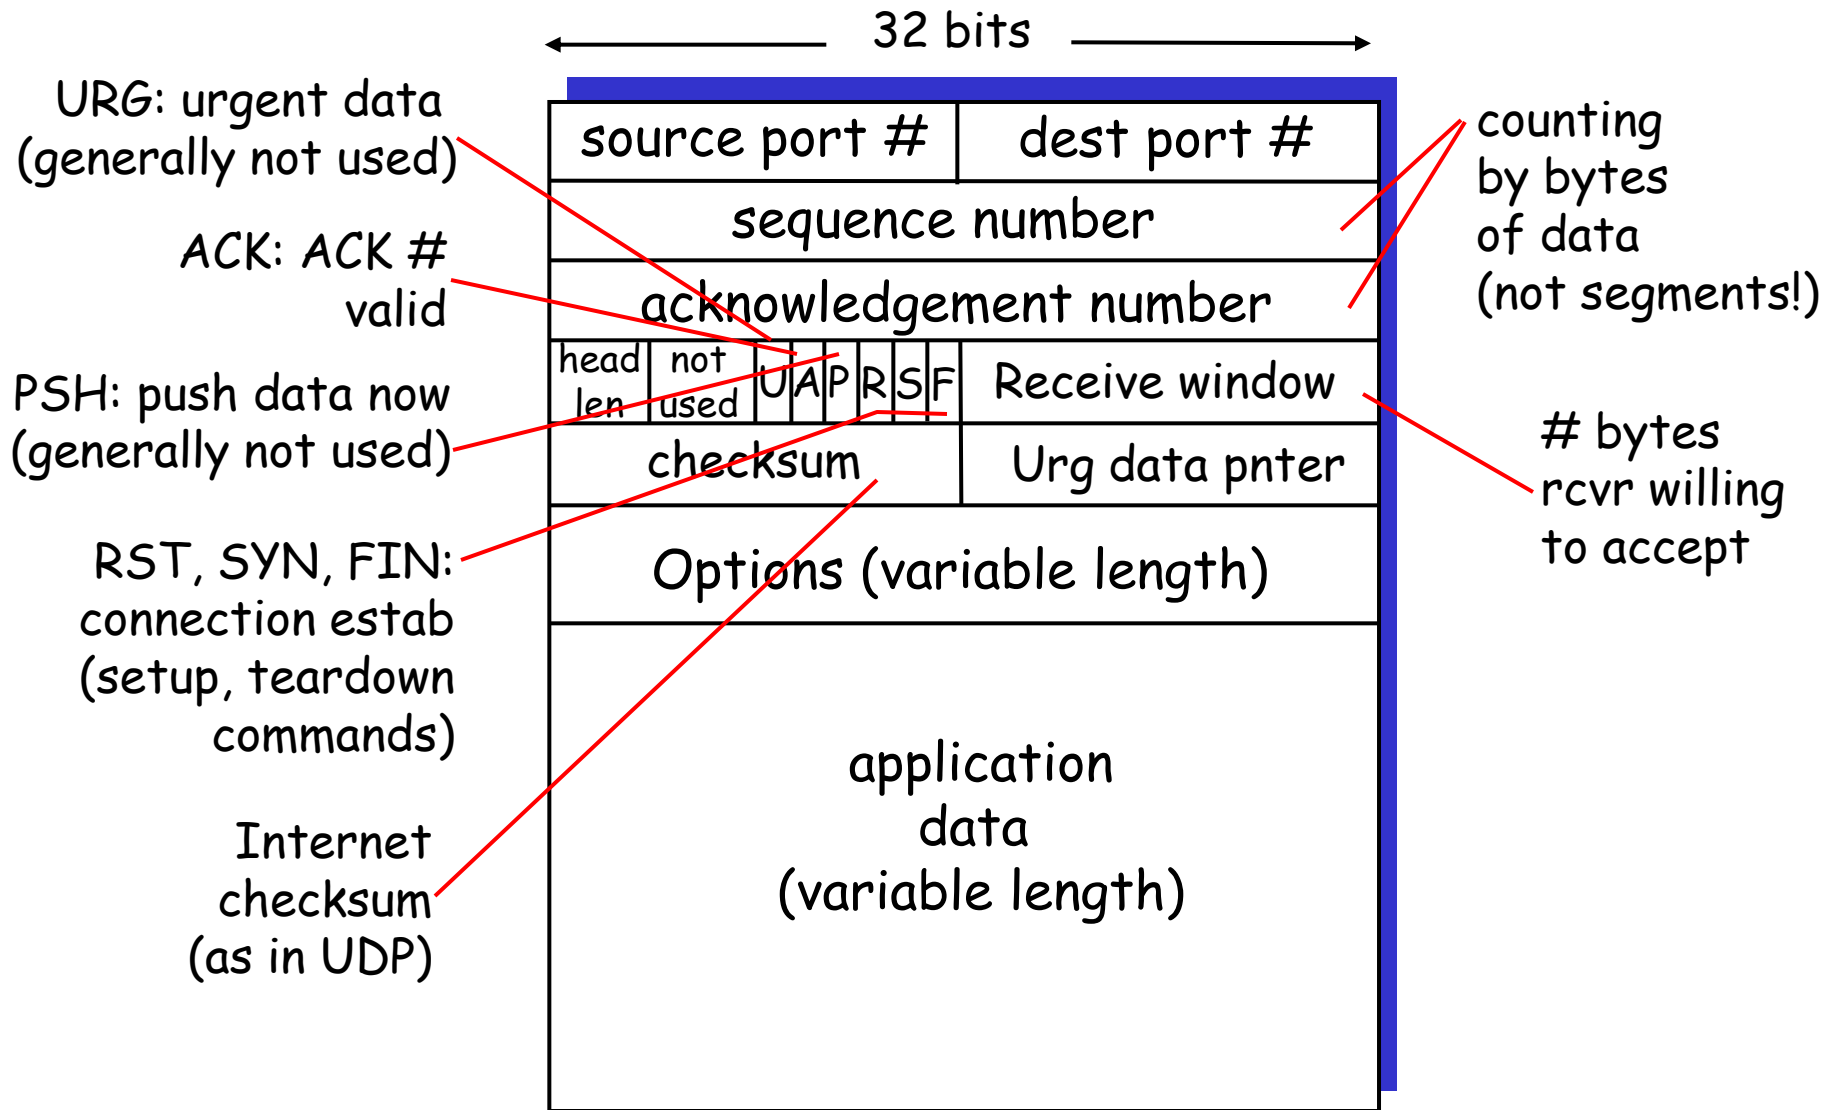 32 bits
URG: urgent data
(generally not used)
ACK: ACK #
valid
PSH: push data now
(generally not used)
RST, SYN, FIN:
connection estab
(setup, teardown
commands)
Internet
checksum
(as in UDP)
source port #
dest port #
sequence number
acknowledgement number
head
len
not
used
U
A
P
R
S
F
Receive window
checksum
Urg data pnter
Options (variable length)
application
data
(variable length)
counting
by bytes
of data
(not segments!)
# bytes
rcvr willing
to accept